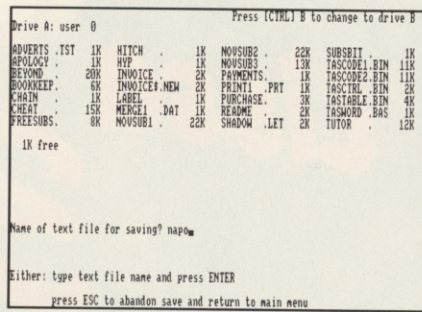 Press [CTRL] B to change to drive B
Drive A: user 0
ADVERTS .TST 1K HITCH . 1K NOVSUB2 . 22K SUBSBIT . 1K
APOLOGY . 1K HYP . 1K NOVSUB3 . 13K TASCODE1.BIN 11K
BEYOND . 20K INVOICE . 2K PAYMENTS. 1K TASCODE2.BIN 11K
BOOKKEEP. 6K INVOICE$.NEW 2K PRINT1 .PRT 1K TASCTRL .BIN 2K
CHAIN . 1K LABEL . 1K PURCHASE. 3K TASTABLE.BIN 4K
CHEAT . 15K MERGE1 .DAT 1K README . 2K TASWORD .BAS 1K
FREESUBS. 8K NOVSUB1 . 22K SHADOW .LET 2K TUTOR . 12K
1K free
Name of text file for saving? napo
Either: type text file name and press ENTER
press ESC to abandon save and return to main menu